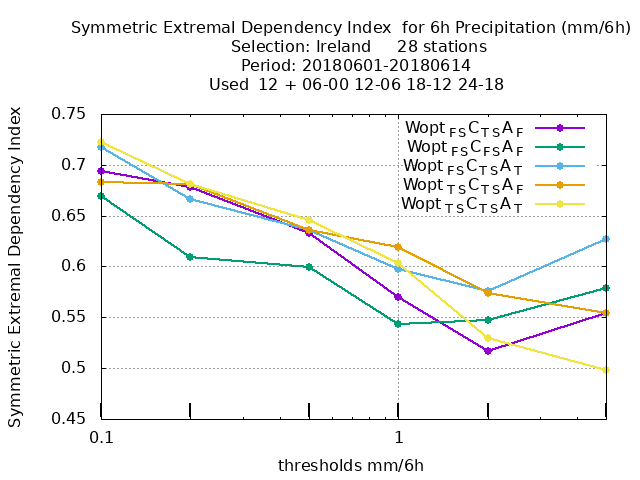 Symmetric Extremal Dependency Index  for 6h Precipitation (mm/6h)
Selection: Ireland     28 stations
Period: 20180601-20180614
Used  12 + 06-00 12-06 18-12 24-18
Symmetric Extremal Dependency Index
0.75
0.7
0.65
0.6
0.55
0.5
0.45
Wopt FS C TS A F
Wopt FS C FS A F
Wopt FS C TS A T
Wopt TS C TS A F
Wopt TS C TS A T
0.1
1
thresholds mm/6h